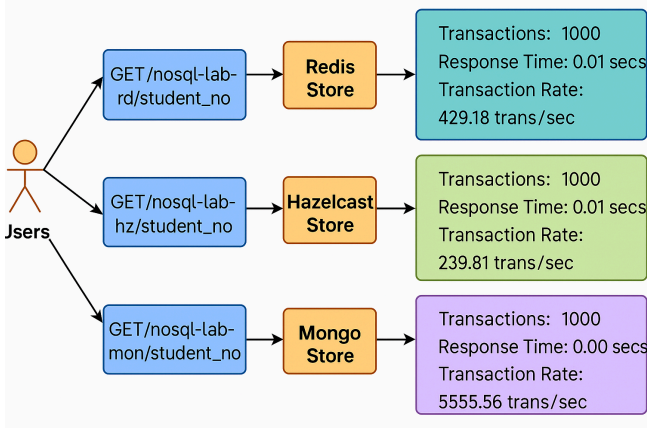 GET/nosql-lab-
rd/student_no
Redis
Store
Transactions: 1000
Response Time: 0.01 secs
Transaction Rate:
429.18 trans/sec
Users
GET/nosql-lab-
hz/student_no
Hazelcast
Store
Transactions: 1000
Response Time: 0.01 secs
Transaction Rate:
239.81 trans/sec
GET/nosql-lab-
mon/student_no
Mongo
Store
Transactions: 1000
Response Time: 0.00 secs
Transaction Rate:
5555.56 trans/sec